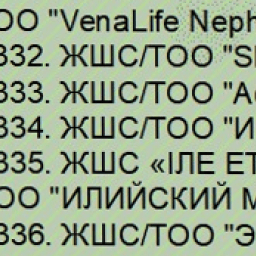 ОО "VenaLife Neph
332. ЖШС/ТОО "S
333. ЖШС/ТОО "A
334. ЖШС/ТОО "И
335. ЖШС «ІЛЕ ЕТ
ОО "ИЛИЙСКИЙ М
336. ЖШС/ТОО "Э